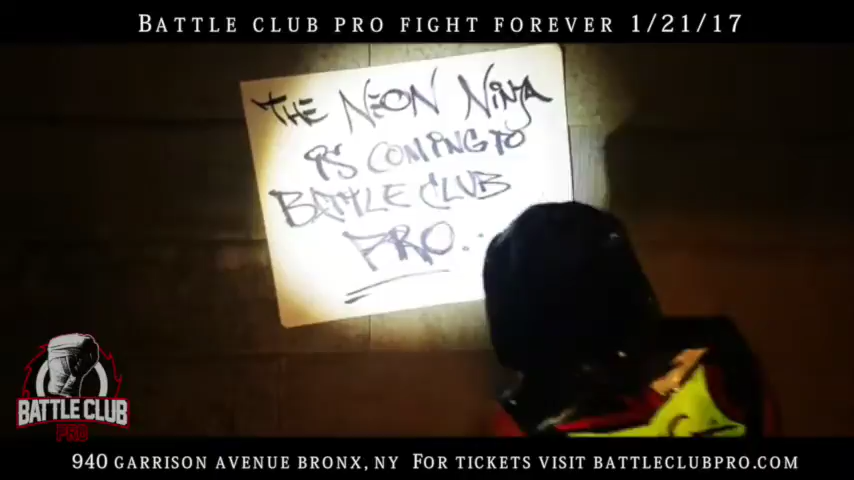 BATTLE CLUB PRO FIGHT FOREVER 1/21/17
THE NEON NINJA
IS COMING TO
BATTLE CLUB
PRO..
BATTLE CLUB
PRO
940 GARRISON AVENUE BRONX, NY FOR TICKETS VISIT BATTLECLUBPRO.COM